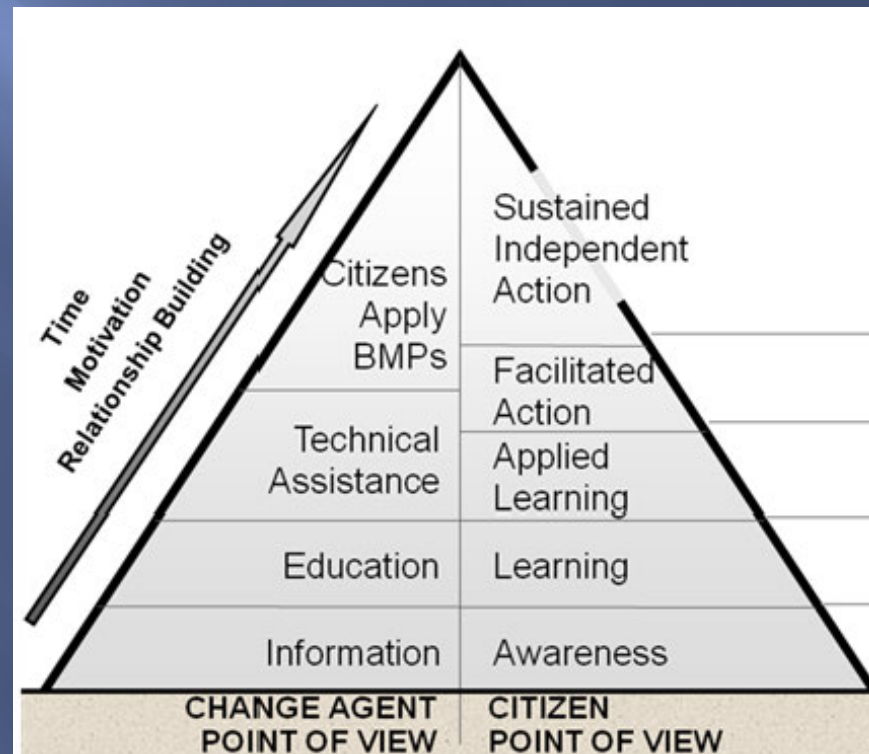 Time
Motivation
Relationship Building
Citizens
Apply
BMPs
Technical
Assistance
Education
Information
CHANGE AGENT
POINT OF VIEW
Sustained
Independent
Action
Facilitated
Action
Applied
Learning
Learning
Awareness
CITIZEN
POINT OF VIEW